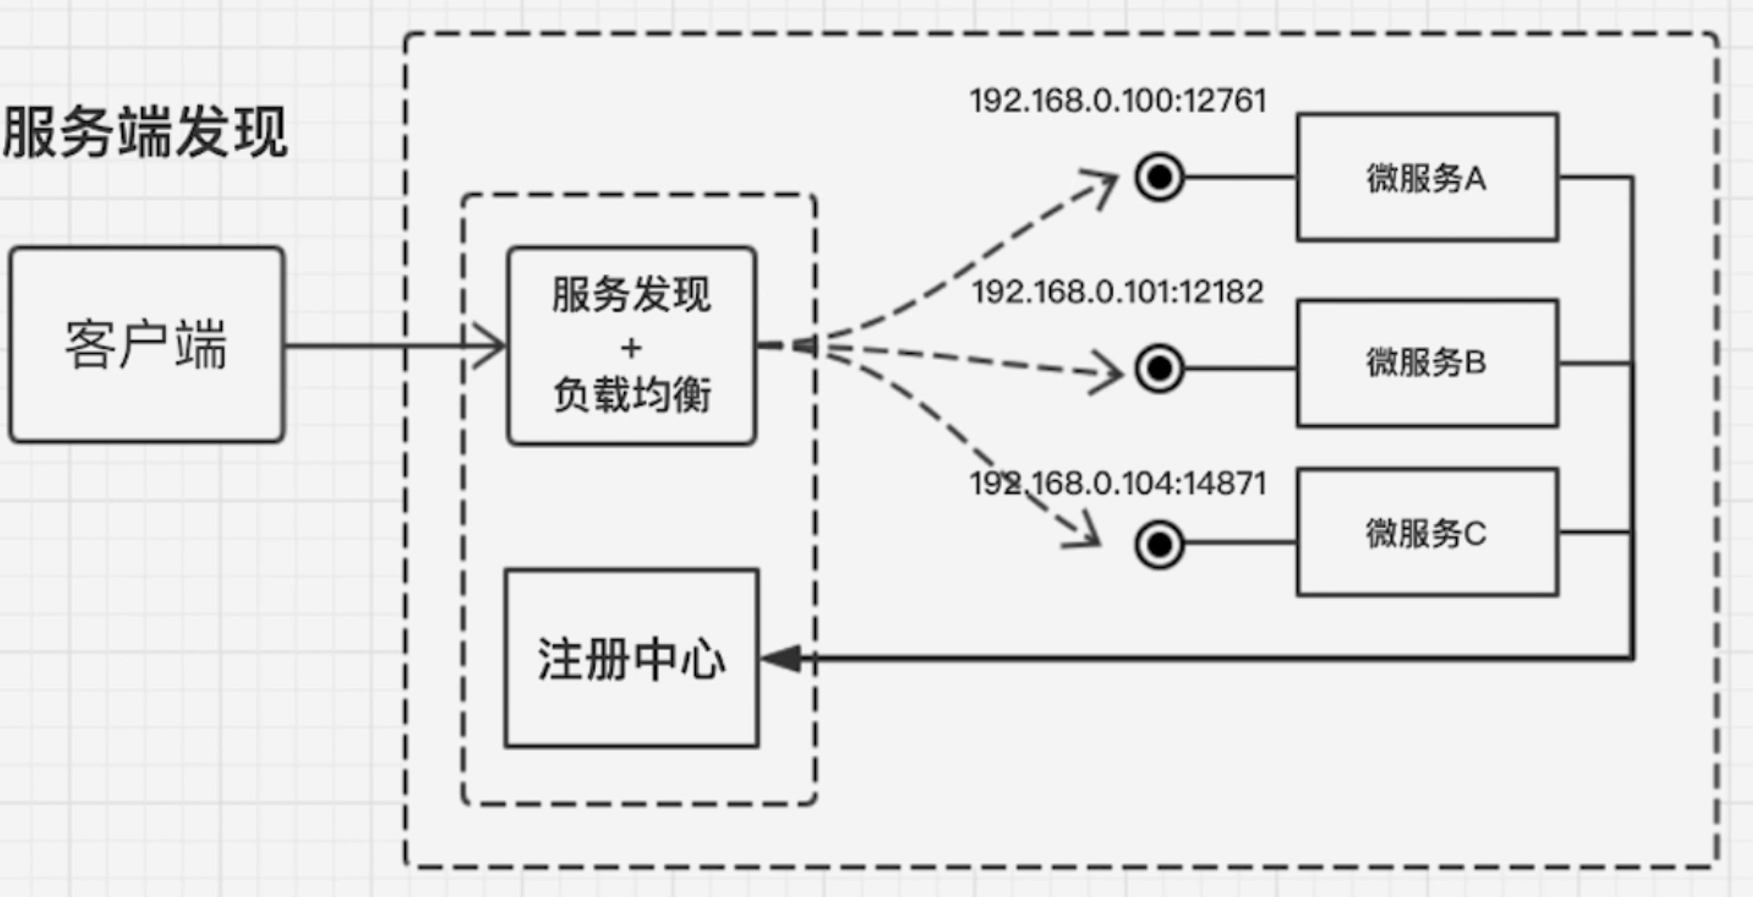 服务端发现
客户端
服务发现
+
负载均衡
注册中心
192.168.0.100:12761
微服务A
192.168.0.101:12182
微服务B
192.168.0.104:14871
微服务C